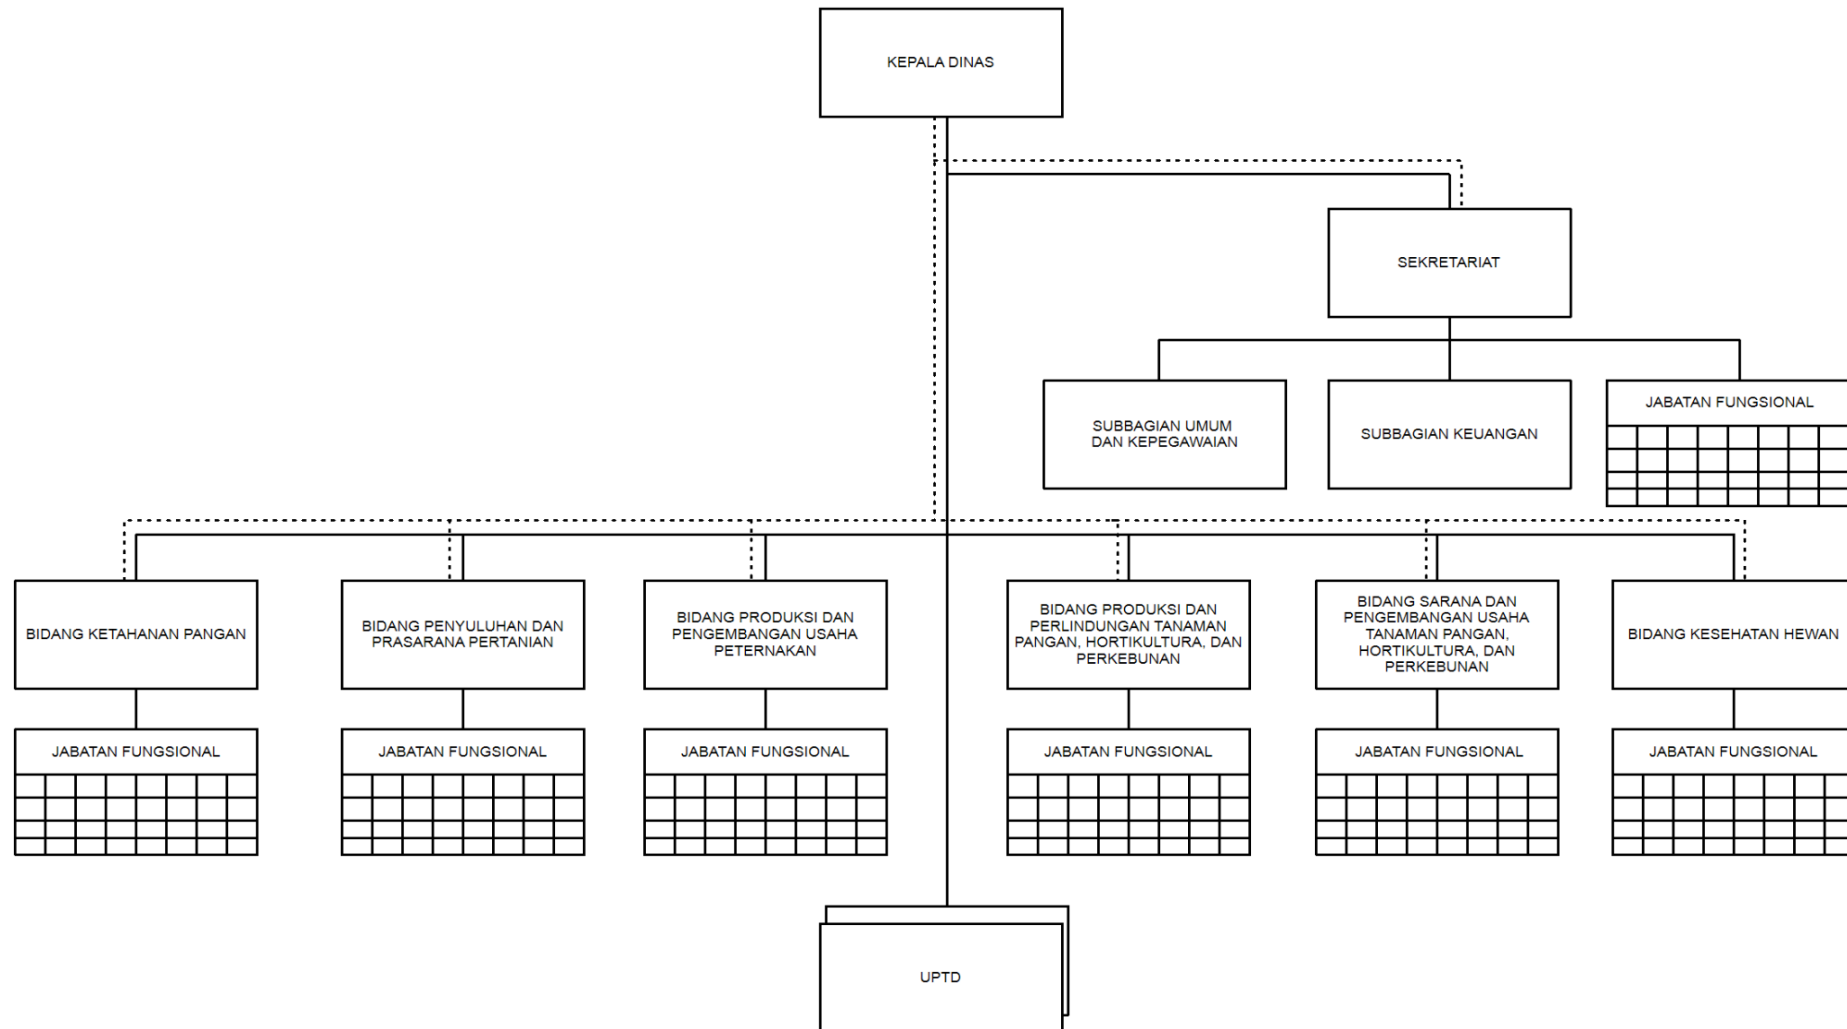 KEPALA DINAS
SEKRETARIAT
SUBBAGIAN UMUM
DAN KEPEGAWAIAN
SUBBAGIAN KEUANGAN
JABATAN FUNGSIONAL
BIDANG KETAHANAN PANGAN
BIDANG PENYULUHAN DAN
PRASARANA PERTANIAN
BIDANG PRODUKSI DAN
PENGEMBANGAN USAHA
PETERNAKAN
BIDANG PRODUKSI DAN
PERLINDUNGAN TANAMAN
PANGAN, HORTIKULTURA, DAN
PERKEBUNAN
BIDANG SARANA DAN
PENGEMBANGAN USAHA
TANAMAN PANGAN,
HORTIKULTURA, DAN
PERKEBUNAN
BIDANG KESEHATAN HEWAN
JABATAN FUNGSIONAL
JABATAN FUNGSIONAL
JABATAN FUNGSIONAL
JABATAN FUNGSIONAL
JABATAN FUNGSIONAL
JABATAN FUNGSIONAL
UPTD